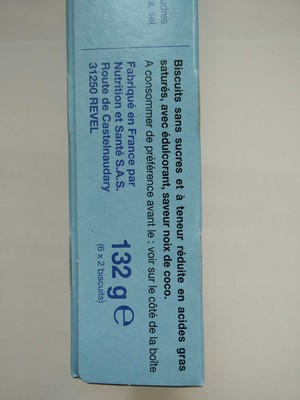 udres
a, sel
Biscuits sans sucres et à teneur réduite en acides gras
saturés, avec édulcorant, saveur noix de coco.
A consommer de préférence avant le : voir sur le côté de la boîte
Fabriqué en France par
Nutrition et Santé S.A.S.
Route de Castelnaudary
31250 REVEL
132 g e
(6 x 2 biscuits)